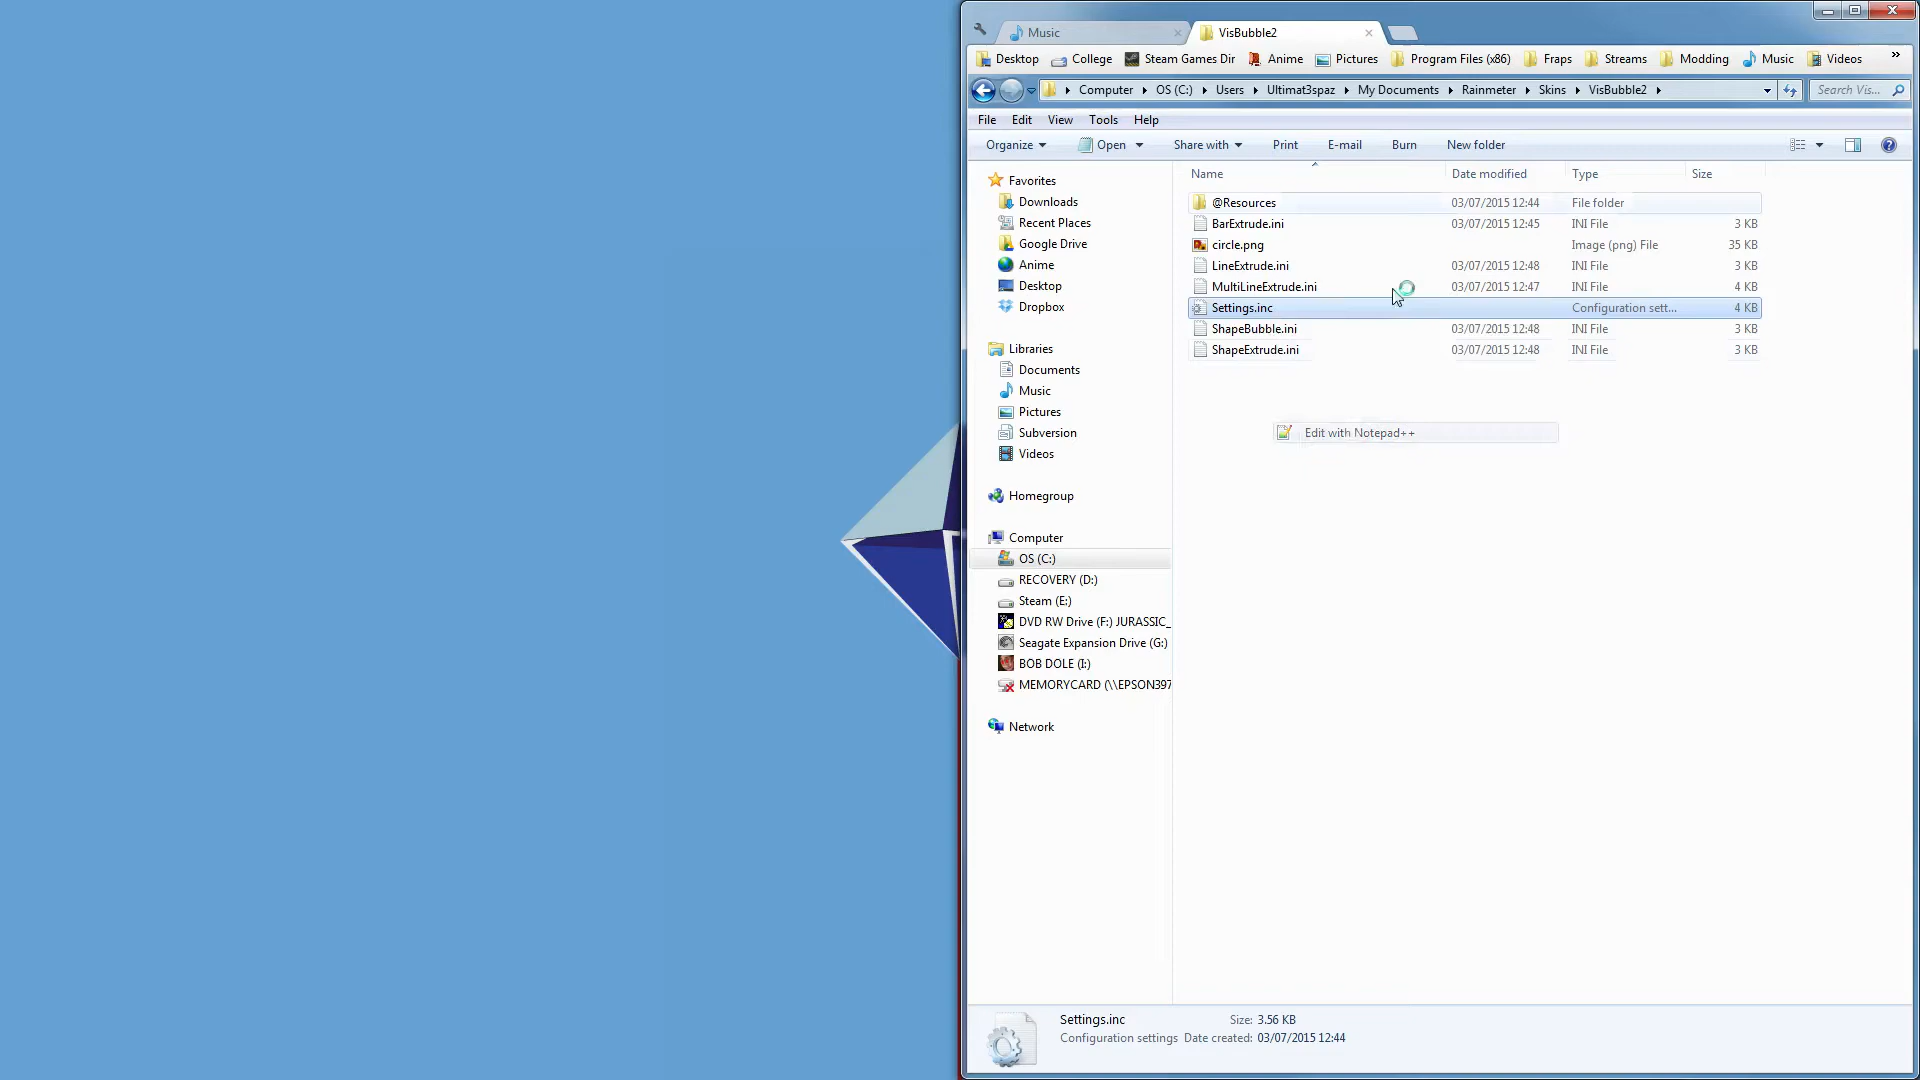 Music
VisBubble2
Desktop College Steam Games Dir Anime Pictures Program Files (x86) Fraps Streams Modding Music Videos »
Computer OS (C:) Users Ultimat3spaz My Documents Rainmeter Skins VisBubble2 Search Vis...
File Edit View Tools Help
Organize Open Share with Print E-mail Burn New folder
Name Date modified Type Size
@Resources 03/07/2015 12:44 File folder
BarExtrude.ini 03/07/2015 12:45 INI File 3 KB
circle.png Image (png) File 35 KB
LineExtrude.ini 03/07/2015 12:48 INI File 3 KB
MultiLineExtrude.ini 03/07/2015 12:47 INI File 4 KB
Settings.inc Configuration sett... 4 KB
ShapeBubble.ini 03/07/2015 12:48 INI File 3 KB
ShapeExtrude.ini 03/07/2015 12:48 INI File 3 KB
Edit with Notepad++
Favorites
Downloads
Recent Places
Google Drive
Anime
Desktop
Dropbox
Libraries
Documents
Music
Pictures
Subversion
Videos
Homegroup
Computer
OS (C:)
RECOVERY (D:)
Steam (E:)
DVD RW Drive (F:) JURASSIC_
Seagate Expansion Drive (G:)
BOB DOLE (I:)
MEMORYCARD (\\EPSON397
Network
Settings.inc Size: 3.56 KB
Configuration settings Date created: 03/07/2015 12:44